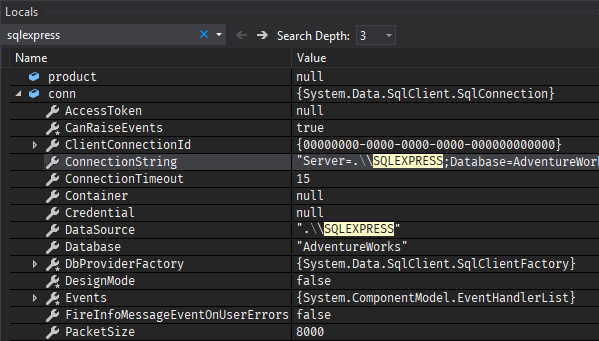 Locals
sqlexpress Search Depth: 3
Name Value
product null
conn {System.Data.SqlClient.SqlConnection}
AccessToken null
CanRaiseEvents true
ClientConnectionId {00000000-0000-0000-0000-000000000000}
ConnectionString "Server=.\\SQLEXPRESS;Database=AdventureWork
ConnectionTimeout 15
Container null
Credential null
DataSource ".\\SQLEXPRESS"
Database "AdventureWorks"
DbProviderFactory {System.Data.SqlClient.SqlClientFactory}
DesignMode false
Events {System.ComponentModel.EventHandlerList}
FireInfoMessageEventOnUserErrors false
PacketSize 8000